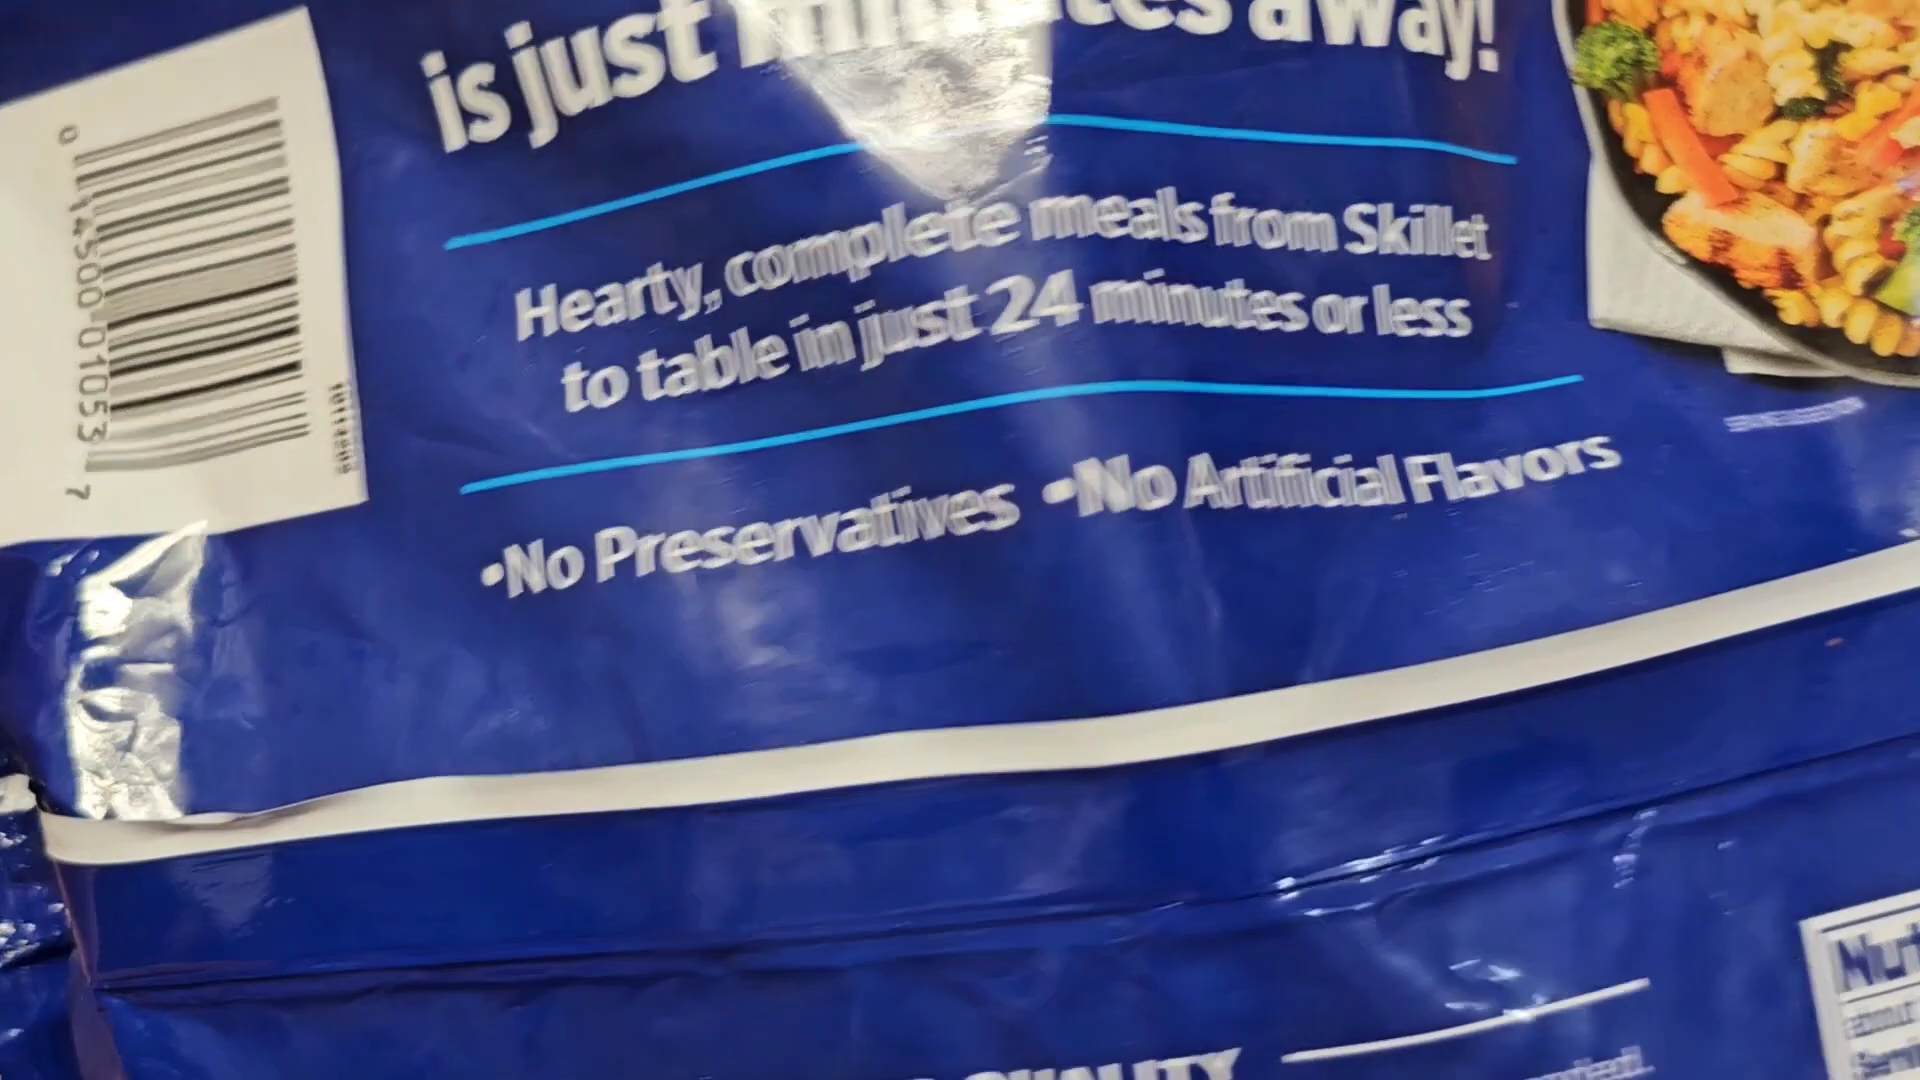 is just minutes away!
Hearty, complete meals from Skillet
to table in just 24 minutes or less
•No Preservatives •No Artificial Flavors
0 14500 01053 7
QUALITY